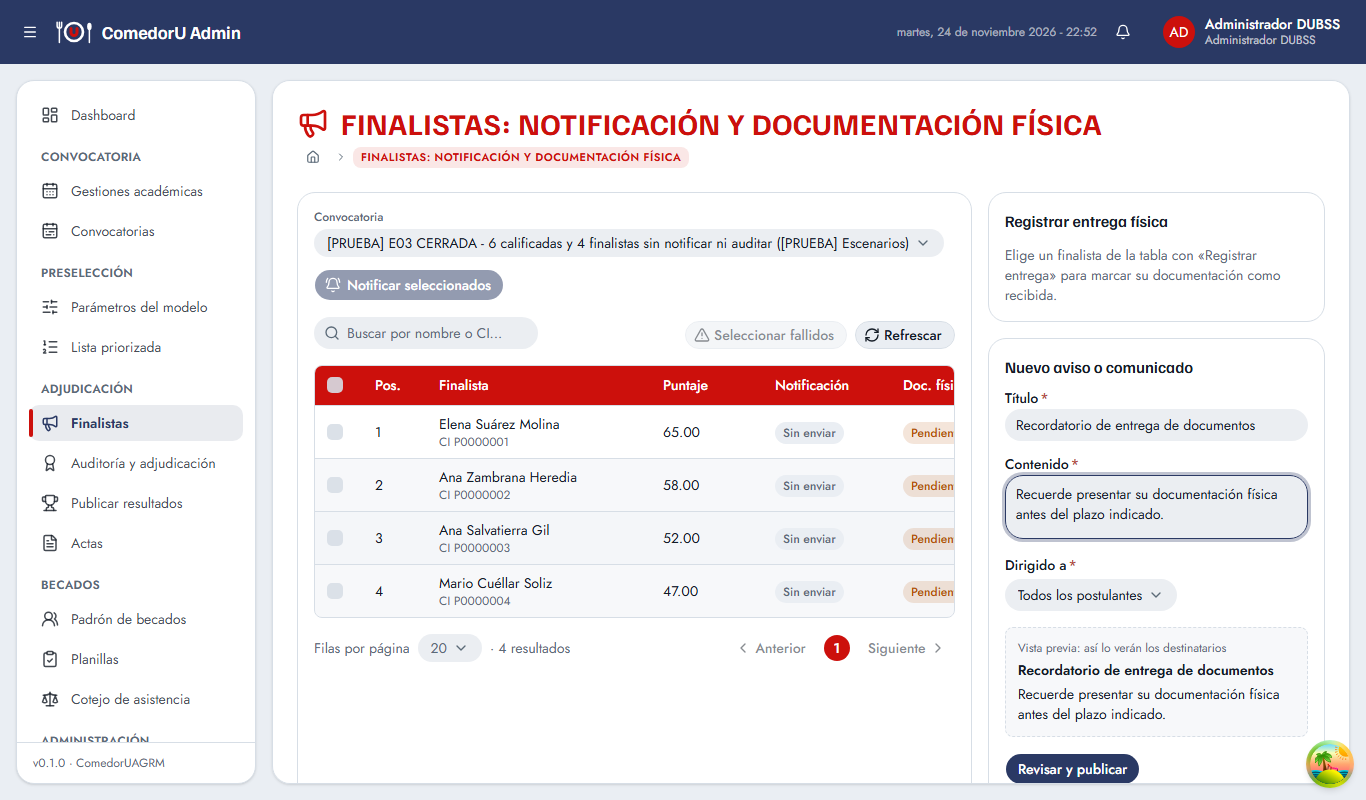 ComedorU Admin
martes, 24 de noviembre 2026 - 22:52
AD
Administrador DUBSS
Administrador DUBSS
Dashboard
CONVOCATORIA
Gestiones académicas
Convocatorias
PRESELECCIÓN
Parámetros del modelo
Lista priorizada
ADJUDICACIÓN
Finalistas
Auditoría y adjudicación
Publicar resultados
Actas
BECADOS
Padrón de becados
Planillas
Cotejo de asistencia
ADMINISTRACIÓN
v0.1.0 · ComedorUAGRM
FINALISTAS: NOTIFICACIÓN Y DOCUMENTACIÓN FÍSICA
FINALISTAS: NOTIFICACIÓN Y DOCUMENTACIÓN FÍSICA
Convocatoria
[PRUEBA] E03 CERRADA - 6 calificadas y 4 finalistas sin notificar ni auditar ([PRUEBA] Escenarios)
Notificar seleccionados
Buscar por nombre o CI...
Seleccionar fallidos
Refrescar
Pos. Finalista Puntaje Notificación Doc. físi
1 Elena Suárez Molina 65.00 Sin enviar Pendien
CI P0000001
2 Ana Zambrana Heredia 58.00 Sin enviar Pendien
CI P0000002
3 Ana Salvatierra Gil 52.00 Sin enviar Pendien
CI P0000003
4 Mario Cuéllar Soliz 47.00 Sin enviar Pendien
CI P0000004
Filas por página 20 · 4 resultados
Anterior 1 Siguiente
Registrar entrega física
Elige un finalista de la tabla con «Registrar
entrega» para marcar su documentación como
recibida.
Nuevo aviso o comunicado
Título *
Recordatorio de entrega de documentos
Contenido *
Recuerde presentar su documentación física
antes del plazo indicado.
Dirigido a *
Todos los postulantes
Vista previa: así lo verán los destinatarios
Recordatorio de entrega de documentos
Recuerde presentar su documentación física
antes del plazo indicado.
Revisar y publicar